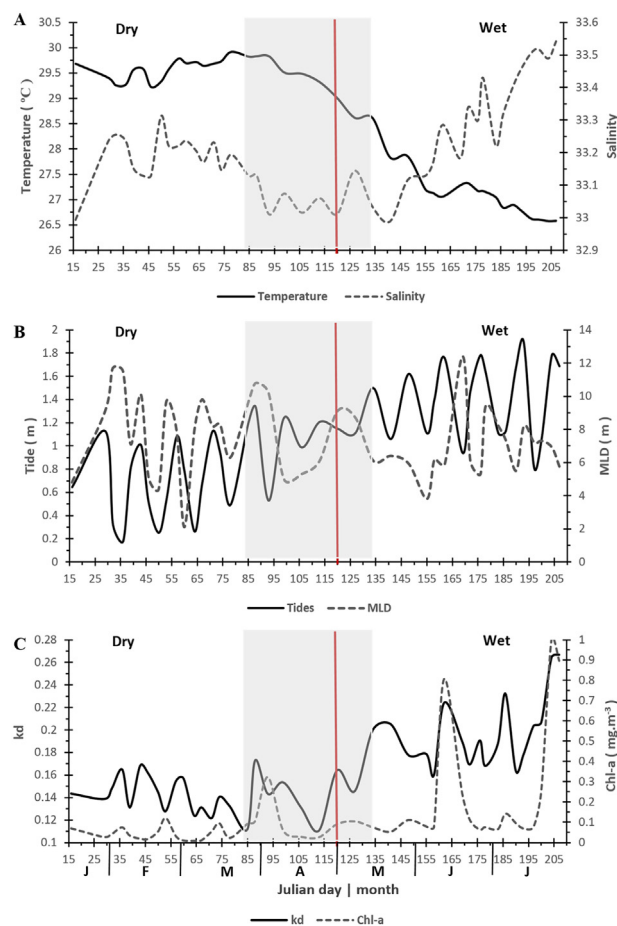 A
Dry
Wet
30.5
30
29.5
29
28.5
28
27.5
27
26.5
26
Temperature ( °C)
33.6
33.5
33.4
33.3
33.2
33.1
33
32.9
Salinity
15 25 35 45 55 65 75 85 95 105 115 125 135 145 155 165 175 185 195 205
Temperature Salinity
B
Dry
Wet
2
1.8
1.6
1.4
1.2
1
0.8
0.6
0.4
0.2
0
Tide ( m )
14
12
10
8
6
4
2
0
MLD ( m )
15 25 35 45 55 65 75 85 95 105 115 125 135 145 155 165 175 185 195 205
Tides MLD
C
Dry
Wet
0.28
0.26
0.24
0.22
0.2
0.18
0.16
0.14
0.12
0.1
kd
1
0.9
0.8
0.7
0.6
0.5
0.4
0.3
0.2
0.1
0
Chl-a ( mg.m⁻³ )
15 25 35 45 55 65 75 85 95 105 115 125 135 145 155 165 175 185 195 205
J F M A M J J
Julian day | month
kd Chl-a